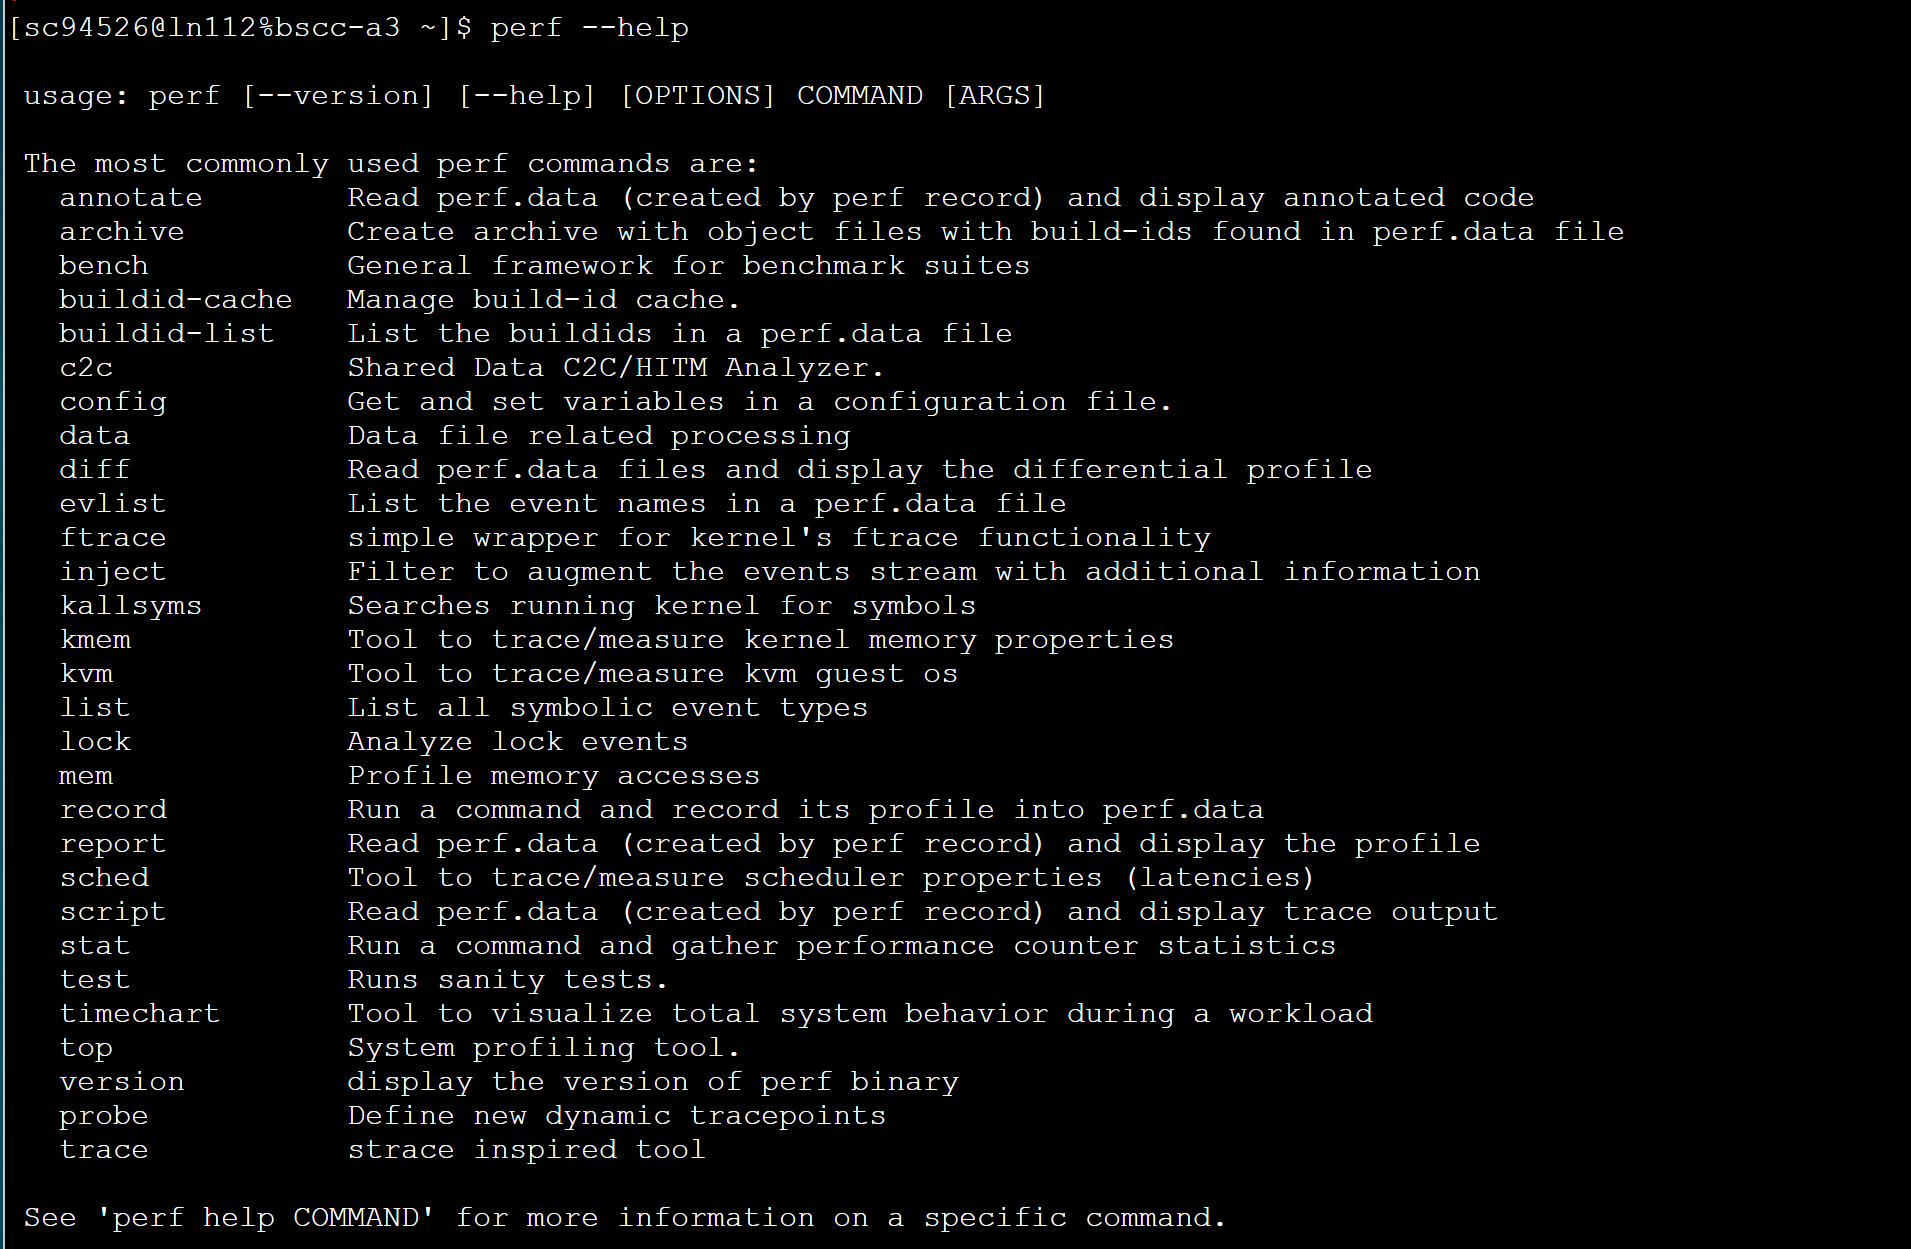 [sc94526@ln112%bscc-a3 ~]$ perf --help
usage: perf [--version] [--help] [OPTIONS] COMMAND [ARGS]
The most commonly used perf commands are:
annotate Read perf.data (created by perf record) and display annotated code
archive Create archive with object files with build-ids found in perf.data file
bench General framework for benchmark suites
buildid-cache Manage build-id cache.
buildid-list List the buildids in a perf.data file
c2c Shared Data C2C/HITM Analyzer.
config Get and set variables in a configuration file.
data Data file related processing
diff Read perf.data files and display the differential profile
evlist List the event names in a perf.data file
ftrace simple wrapper for kernel's ftrace functionality
inject Filter to augment the events stream with additional information
kallsyms Searches running kernel for symbols
kmem Tool to trace/measure kernel memory properties
kvm Tool to trace/measure kvm guest os
list List all symbolic event types
lock Analyze lock events
mem Profile memory accesses
record Run a command and record its profile into perf.data
report Read perf.data (created by perf record) and display the profile
sched Tool to trace/measure scheduler properties (latencies)
script Read perf.data (created by perf record) and display trace output
stat Run a command and gather performance counter statistics
test Runs sanity tests.
timechart Tool to visualize total system behavior during a workload
top System profiling tool.
version display the version of perf binary
probe Define new dynamic tracepoints
trace strace inspired tool
See 'perf help COMMAND' for more information on a specific command.